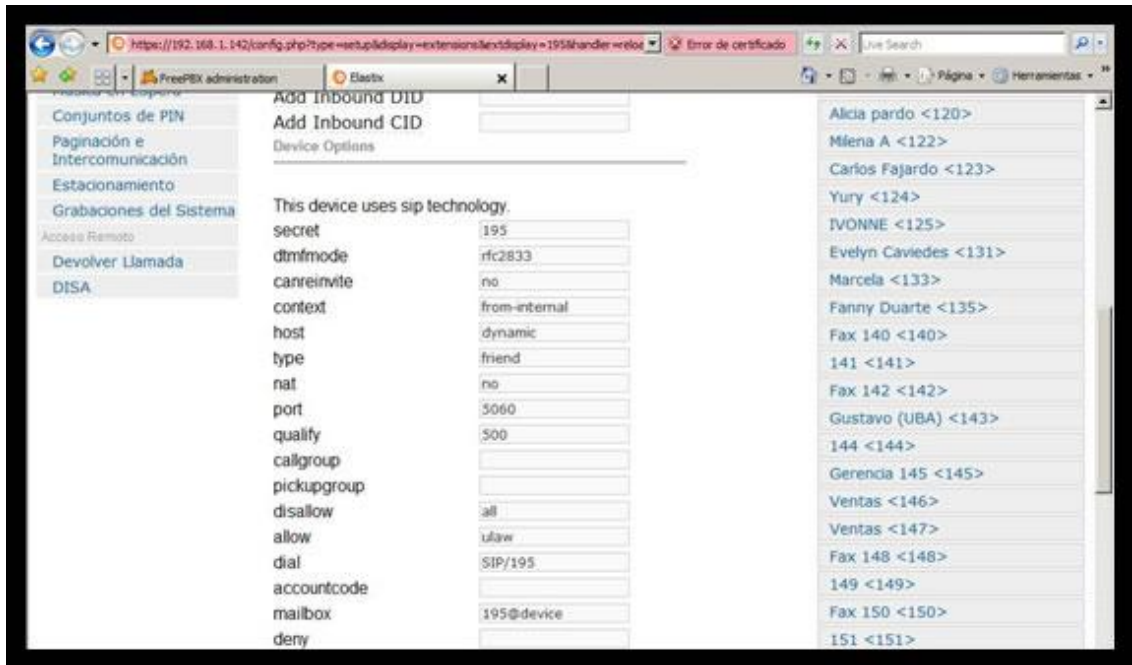 https://192.168.1.142/config.php?type=setup&display=extensions&extdisplay=195&handler=reloa
Error de certificado
Live Search
FreePBX administration
Elastix
Página
Herramientas
Música en Espera
Conjuntos de PIN
Paginación e
Intercomunicación
Estacionamiento
Grabaciones del Sistema
Acceso Remoto
Devolver Llamada
DISA
Add Inbound DID
Add Inbound CID
Device Options
This device uses sip technology.
secret 195
dtmfmode rfc2833
canreinvite no
context from-internal
host dynamic
type friend
nat no
port 5060
qualify 500
callgroup
pickupgroup
disallow all
allow ulaw
dial SIP/195
accountcode
mailbox 195@device
deny
Alicia pardo <120>
Milena A <122>
Carlos Fajardo <123>
Yury <124>
IVONNE <125>
Evelyn Caviedes <131>
Marcela <133>
Fanny Duarte <135>
Fax 140 <140>
141 <141>
Fax 142 <142>
Gustavo (UBA) <143>
144 <144>
Gerencia 145 <145>
Ventas <146>
Ventas <147>
Fax 148 <148>
149 <149>
Fax 150 <150>
151 <151>